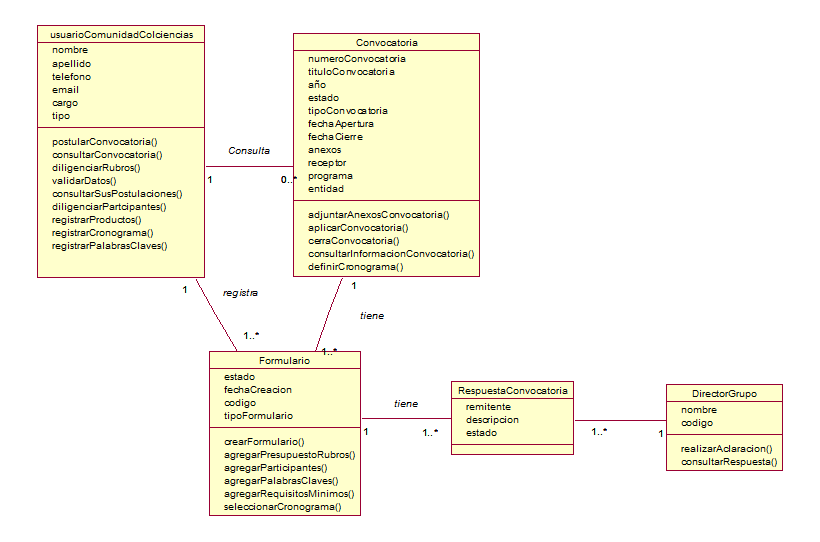 usuarioComunidadColciencias
nombre
apellido
telefono
email
cargo
tipo
postularConvocatoria()
consultarConvocatoria()
diligenciarRubros()
validarDatos()
consultarSusPostulaciones()
diligenciarPartcipantes()
registrarProductos()
registrarCronograma()
registrarPalabrasClaves()
Consulta
1
0..*
Convocatoria
numeroConvocatoria
tituloConvocatoria
año
estado
tipoConvocatoria
fechaApertura
fechaCierre
anexos
receptor
programa
entidad
adjuntarAnexosConvocatoria()
aplicarConvocatoria()
cerraConvocatoria()
consultarInformacionConvocatoria()
definirCronograma()
1
registra
1..*
1
tiene
1..*
Formulario
estado
fechaCreacion
codigo
tipoFormulario
crearFormulario()
agregarPresupuestoRubros()
agregarParticipantes()
agregarPalabrasClaves()
agregarRequisitosMinimos()
seleccionarCronograma()
tiene
1
1..*
RespuestaConvocatoria
remitente
descripcion
estado
1..*
1
DirectorGrupo
nombre
codigo
realizarAclaracion()
consultarRespuesta()